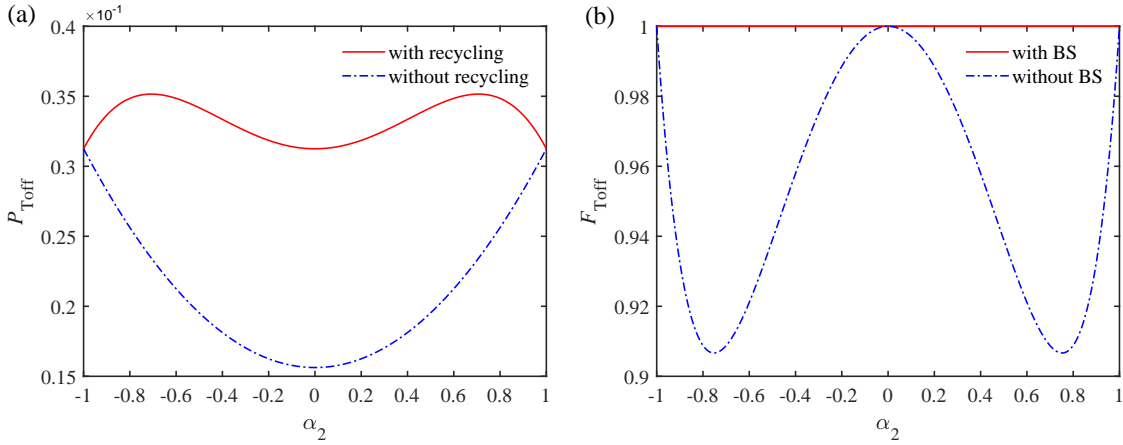 (a)
×10⁻¹
0.4
0.35
0.3
0.25
0.2
0.15
P_Toff
with recycling
without recycling
-1 -0.8 -0.6 -0.4 -0.2 0 0.2 0.4 0.6 0.8 1
α_2
(b)
1
0.98
0.96
0.94
0.92
0.9
F_Toff
with BS
without BS
-1 -0.8 -0.6 -0.4 -0.2 0 0.2 0.4 0.6 0.8 1
α_2